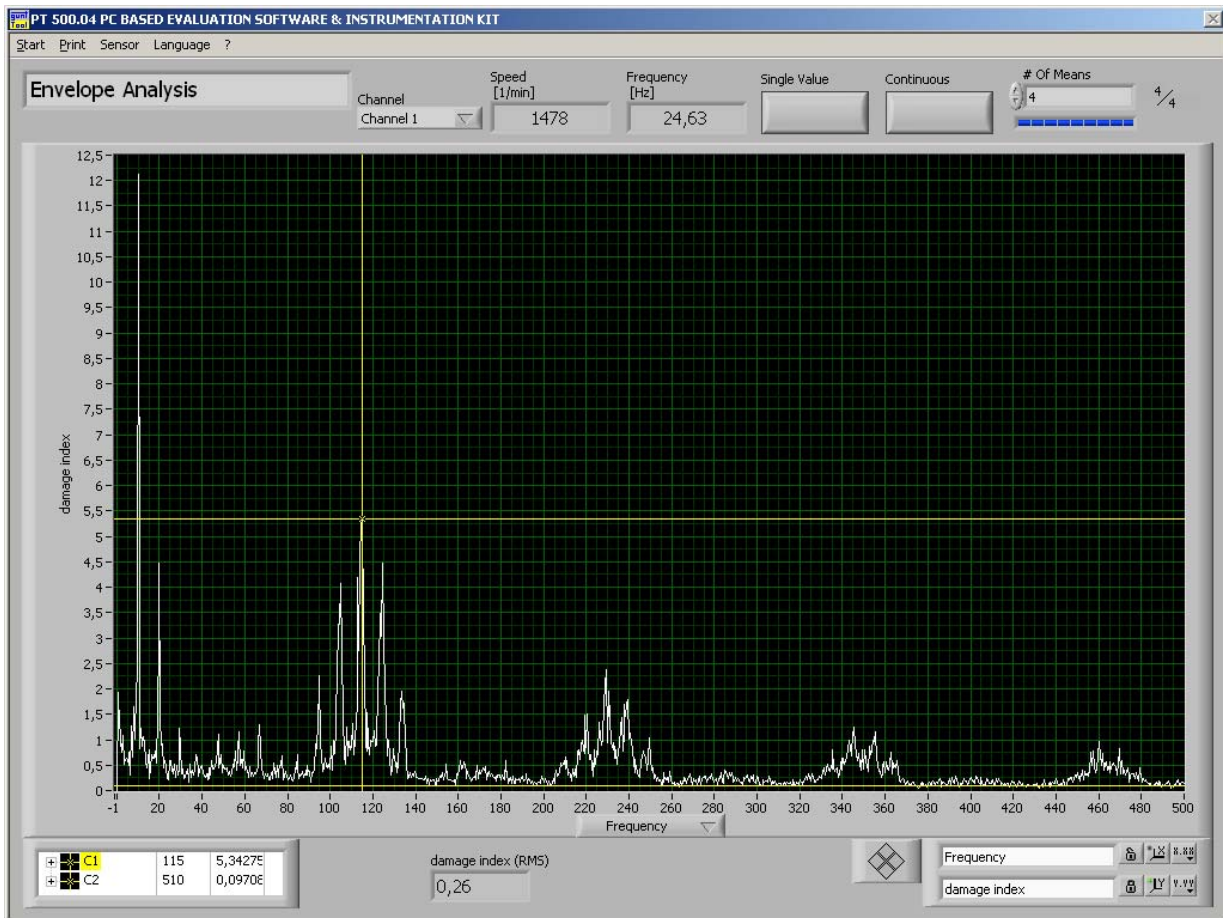 PT 500.04 PC BASED EVALUATION SOFTWARE & INSTRUMENTATION KIT
Start Print Sensor Language ?
Envelope Analysis
Channel
Channel 1
Speed
[1/min]
1478
Frequency
[Hz]
24,63
Single Value
Continuous
# Of Means
4
4/4
damage index
12,5
12
11,5
11
10,5
10
9,5
9
8,5
8
7,5
7
6,5
6
5,5
5
4,5
4
3,5
3
2,5
2
1,5
1
0,5
0
-1 20 40 60 80 100 120 140 160 180 200 220 240 260 280 300 320 340 360 380 400 420 440 460 480 500
Frequency
C1 115 5,34275
C2 510 0,09706
damage index (RMS)
0,26
Frequency
X X.XX
damage index
Y Y.YY